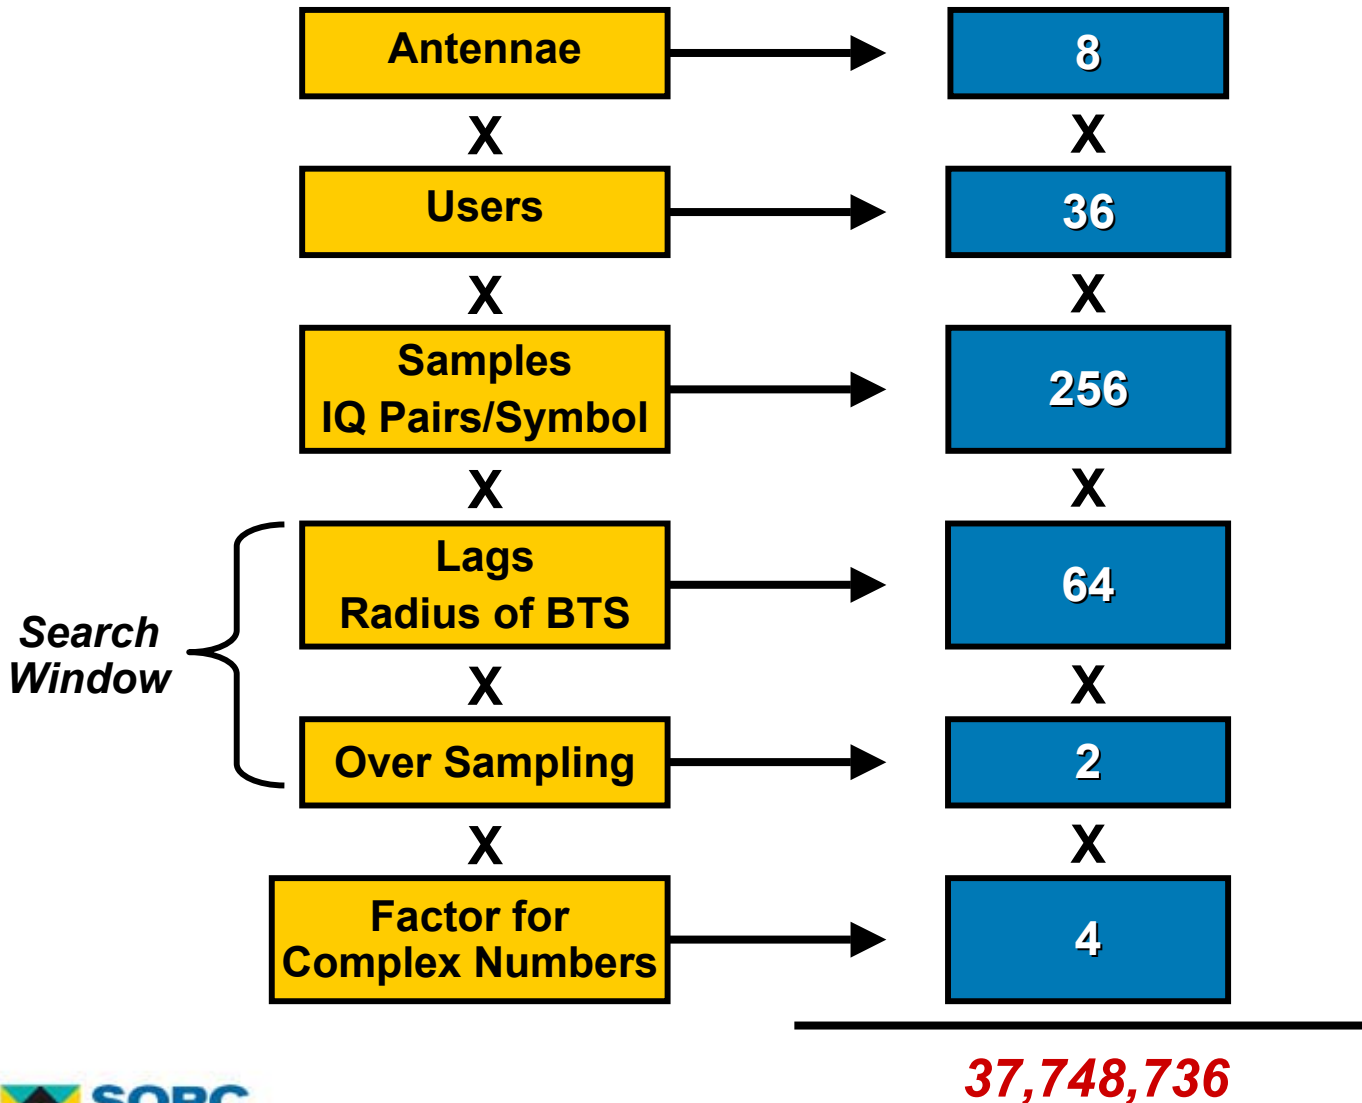 Antennae
8
X
X
Users
36
X
X
Samples
IQ Pairs/Symbol
256
X
X
Lags
Radius of BTS
64
Search
Window
X
X
Over Sampling
2
X
X
Factor for
Complex Numbers
4
37,748,736